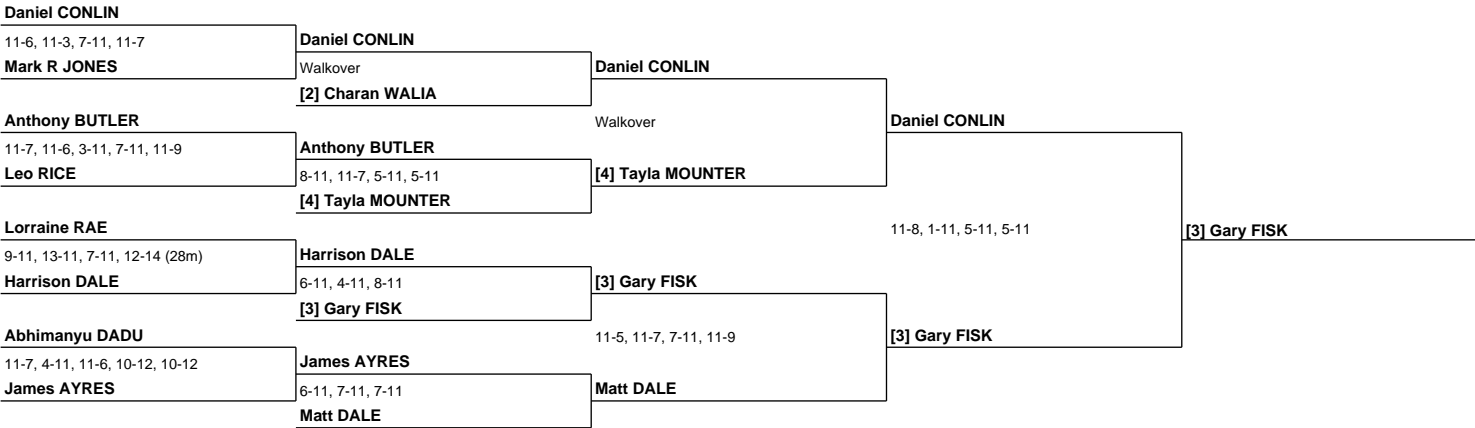 Daniel CONLIN
11-6, 11-3, 7-11, 11-7
Mark R JONES
Anthony BUTLER
11-7, 11-6, 3-11, 7-11, 11-9
Leo RICE
Lorraine RAE
9-11, 13-11, 7-11, 12-14 (28m)
Harrison DALE
Abhimanyu DADU
11-7, 4-11, 11-6, 10-12, 10-12
James AYRES
Daniel CONLIN
Walkover
[2] Charan WALIA
Anthony BUTLER
8-11, 11-7, 5-11, 5-11
[4] Tayla MOUNTER
Harrison DALE
6-11, 4-11, 8-11
[3] Gary FISK
James AYRES
6-11, 7-11, 7-11
Matt DALE
Daniel CONLIN
Walkover
[4] Tayla MOUNTER
[3] Gary FISK
11-5, 11-7, 7-11, 11-9
Matt DALE
Daniel CONLIN
11-8, 1-11, 5-11, 5-11
[3] Gary FISK
[3] Gary FISK